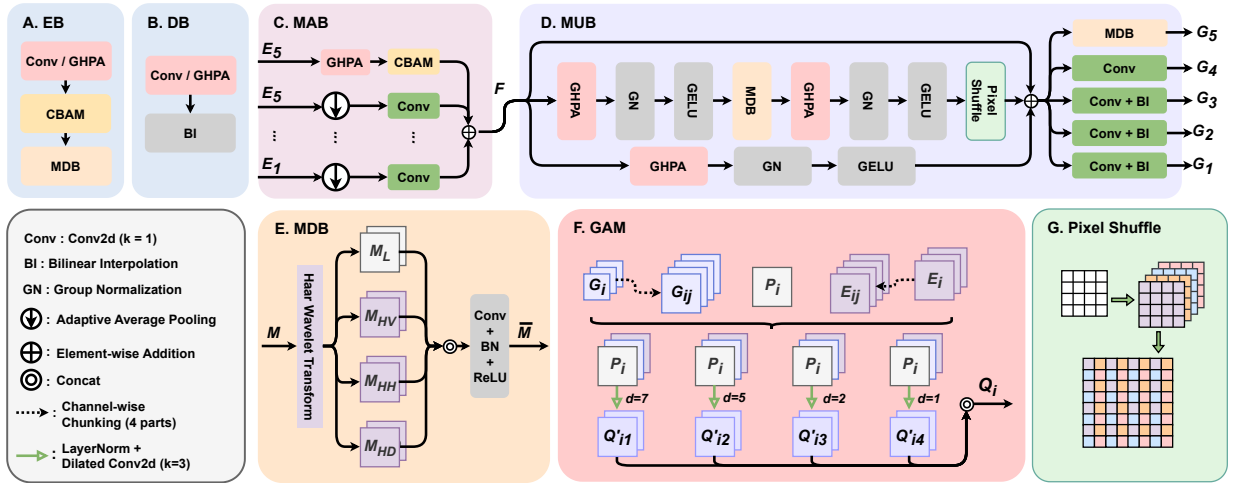 A. EB
Conv / GHPA
CBAM
MDB
B. DB
Conv / GHPA
BI
C. MAB
E5
GHPA
CBAM
E5
Conv
...
...
...
E1
Conv
F
D. MUB
GHPA
GN
GELU
MDB
GHPA
GN
GELU
Pixel
Shuffle
GHPA
GN
GELU
MDB
G5
Conv
G4
Conv + BI
G3
Conv + BI
G2
Conv + BI
G1
Conv : Conv2d (k = 1)
BI : Bilinear Interpolation
GN : Group Normalization
: Adaptive Average Pooling
: Element-wise Addition
: Concat
: Channel-wise
Chunking (4 parts)
: LayerNorm +
Dilated Conv2d (k=3)
E. MDB
M
Haar Wavelet Transform
ML
MHV
MHH
MHD
Conv
+
BN
+
ReLU
M̅
F. GAM
Gi
Gij
Pi
Eij
Ei
Pi
Pi
Pi
Pi
d=7
d=5
d=2
d=1
Q'i1
Q'i2
Q'i3
Q'i4
Qi
G. Pixel Shuffle